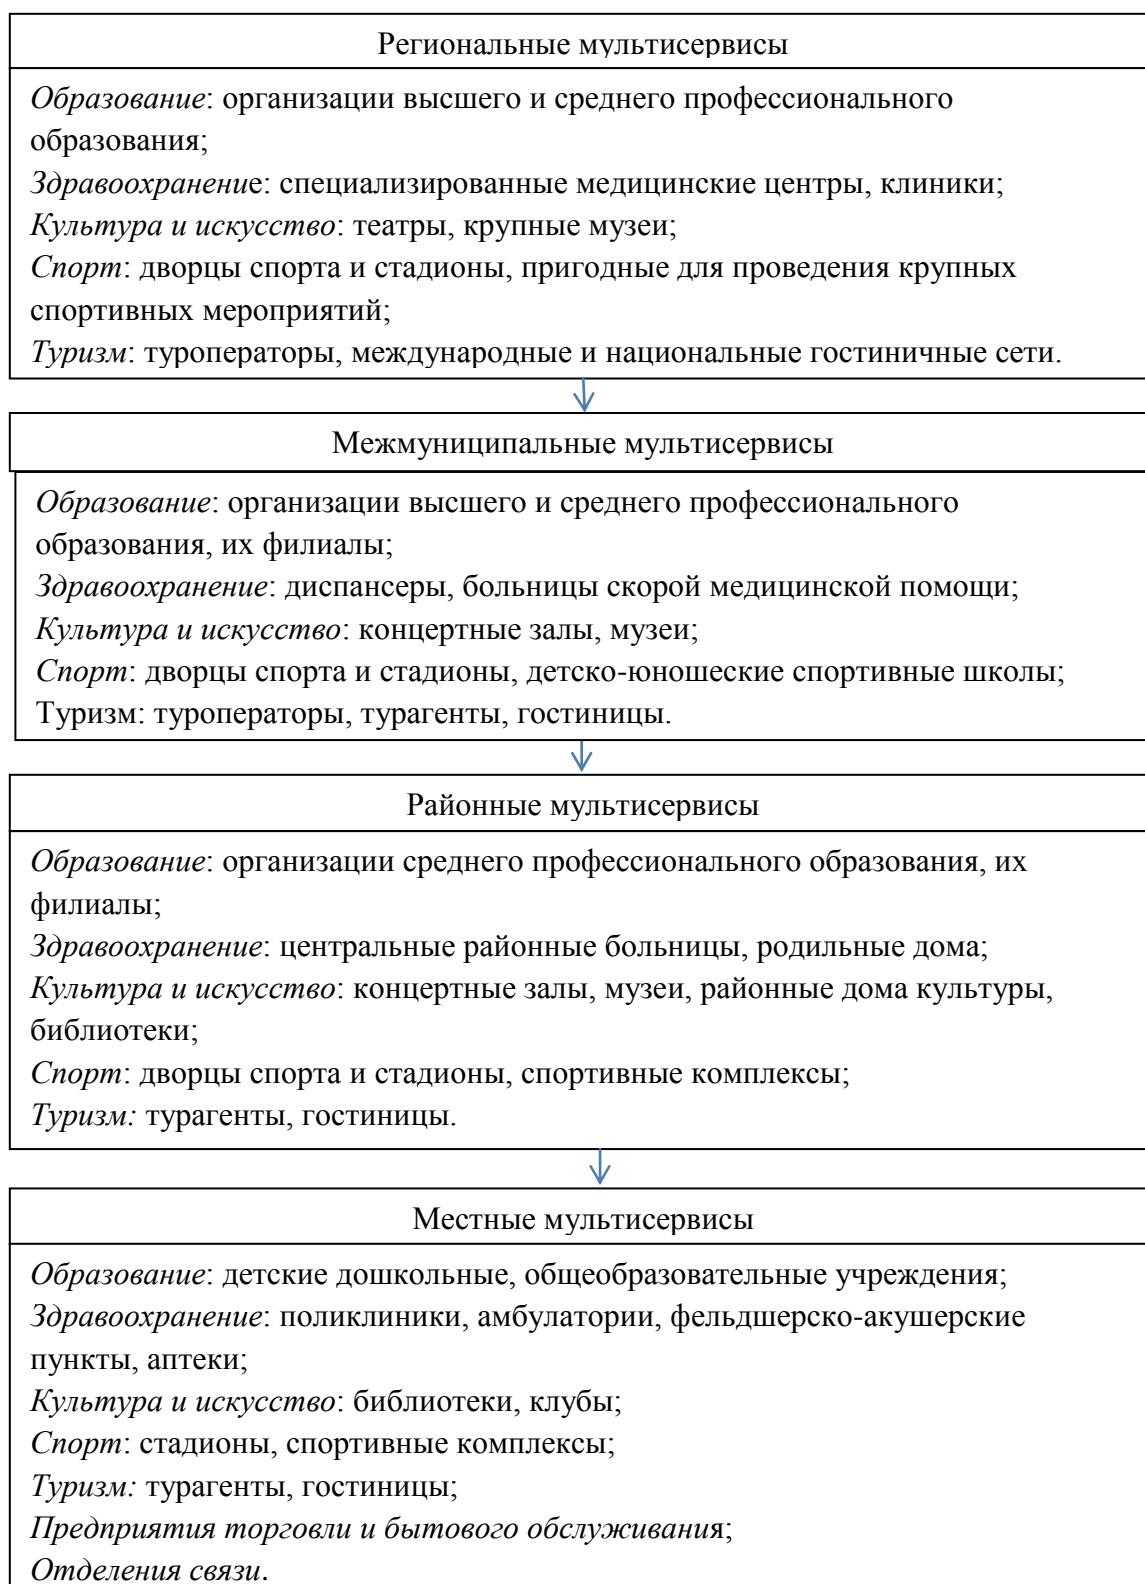 Региональные мультисервисы
Образование: организации высшего и среднего профессионального
образования;
Здравоохранение: специализированные медицинские центры, клиники;
Культура и искусство: театры, крупные музеи;
Спорт: дворцы спорта и стадионы, пригодные для проведения крупных
спортивных мероприятий;
Туризм: туроператоры, международные и национальные гостиничные сети.
Межмуниципальные мультисервисы
Образование: организации высшего и среднего профессионального
образования, их филиалы;
Здравоохранение: диспансеры, больницы скорой медицинской помощи;
Культура и искусство: концертные залы, музеи;
Спорт: дворцы спорта и стадионы, детско-юношеские спортивные школы;
Туризм: туроператоры, турагенты, гостиницы.
Районные мультисервисы
Образование: организации среднего профессионального образования, их
филиалы;
Здравоохранение: центральные районные больницы, родильные дома;
Культура и искусство: концертные залы, музеи, районные дома культуры,
библиотеки;
Спорт: дворцы спорта и стадионы, спортивные комплексы;
Туризм: турагенты, гостиницы.
Местные мультисервисы
Образование: детские дошкольные, общеобразовательные учреждения;
Здравоохранение: поликлиники, амбулатории, фельдшерско-акушерские
пункты, аптеки;
Культура и искусство: библиотеки, клубы;
Спорт: стадионы, спортивные комплексы;
Туризм: турагенты, гостиницы;
Предприятия торговли и бытового обслуживания;
Отделения связи.